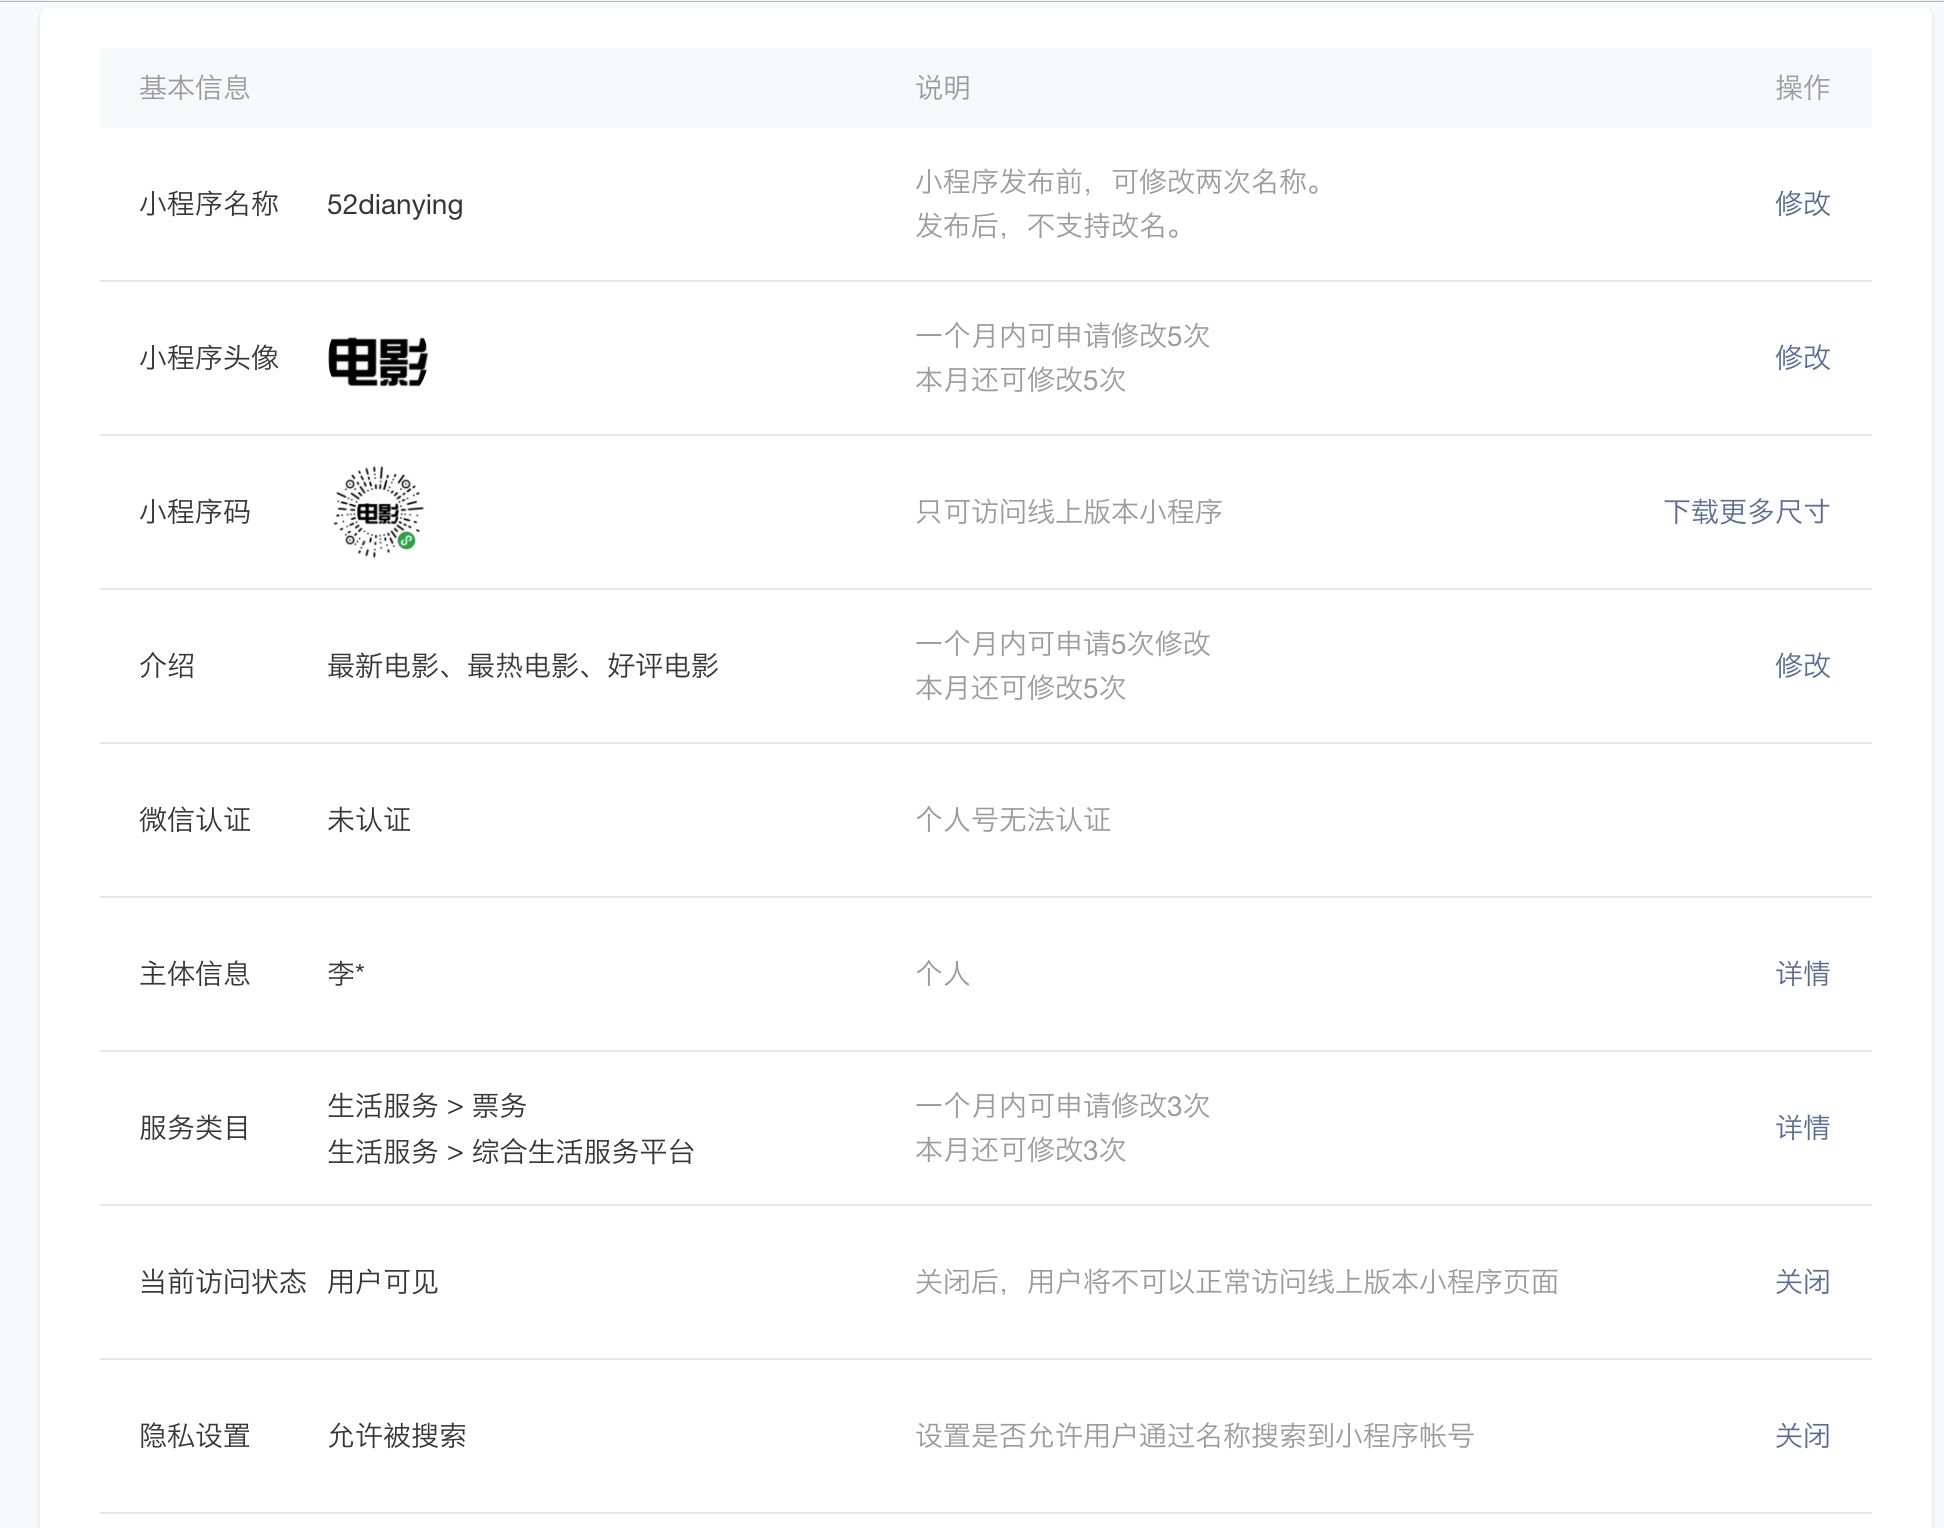 基本信息 说明 操作
小程序名称 52dianying 小程序发布前，可修改两次名称。 修改
发布后，不支持改名。
小程序头像 电影 一个月内可申请修改5次 修改
本月还可修改5次
小程序码 电影 只可访问线上版本小程序 下载更多尺寸
介绍 最新电影、最热电影、好评电影 一个月内可申请5次修改 修改
本月还可修改5次
微信认证 未认证 个人号无法认证
主体信息 李* 个人 详情
服务类目 生活服务 > 票务 一个月内可申请修改3次 详情
生活服务 > 综合生活服务平台 本月还可修改3次
当前访问状态 用户可见 关闭后，用户将不可以正常访问线上版本小程序页面 关闭
隐私设置 允许被搜索 设置是否允许用户通过名称搜索到小程序帐号 关闭